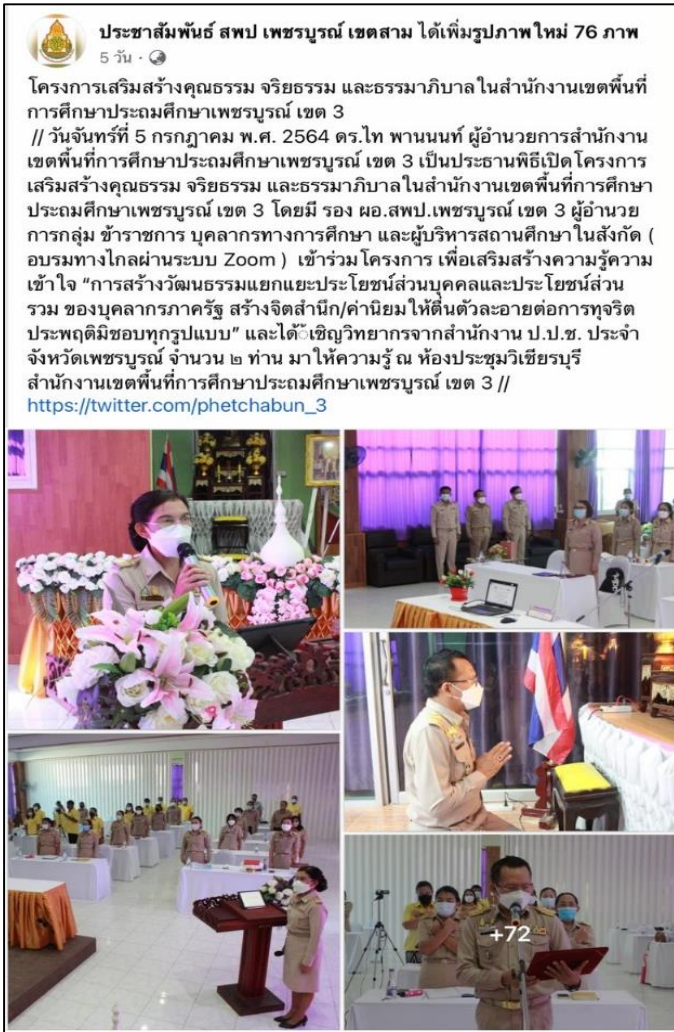 ประชาสัมพันธ์ สพป เพชรบูรณ์ เขตสาม ได้เพิ่มรูปภาพใหม่ 76 ภาพ
5 วัน ·
โครงการเสริมสร้างคุณธรรม จริยธรรม และธรรมาภิบาลในสำนักงานเขตพื้นที่
การศึกษาประถมศึกษาเพชรบูรณ์ เขต 3
// วันจันทร์ที่ 5 กรกฎาคม พ.ศ. 2564 ดร.ไท พานนนท์ ผู้อำนวยการสำนักงาน
เขตพื้นที่การศึกษาประถมศึกษาเพชรบูรณ์ เขต 3 เป็นประธานพิธีเปิดโครงการ
เสริมสร้างคุณธรรม จริยธรรม และธรรมาภิบาลในสำนักงานเขตพื้นที่การศึกษา
ประถมศึกษาเพชรบูรณ์ เขต 3 โดยมี รอง ผอ.สพป.เพชรบูรณ์ เขต 3 ผู้อำนวย
การกลุ่ม ข้าราชการ บุคลากรทางการศึกษา และผู้บริหารสถานศึกษาในสังกัด (
อบรมทางไกลผ่านระบบ Zoom ) เข้าร่วมโครงการ เพื่อเสริมสร้างความรู้ความ
เข้าใจ "การสร้างวัฒนธรรมแยกแยะประโยชน์ส่วนบุคคลและประโยชน์ส่วน
รวม ของบุคลากรภาครัฐ สร้างจิตสำนึก/ค่านิยมให้ตื่นตัวละอายต่อการทุจริต
ประพฤติมิชอบทุกรูปแบบ" และได้้เชิญวิทยากรจากสำนักงาน ป.ป.ช. ประจำ
จังหวัดเพชรบูรณ์ จำนวน ๒ ท่าน มาให้ความรู้ ณ ห้องประชุมวิเชียรบุรี
สำนักงานเขตพื้นที่การศึกษาประถมศึกษาเพชรบูรณ์ เขต 3 //
https://twitter.com/phetchabun_3
+72